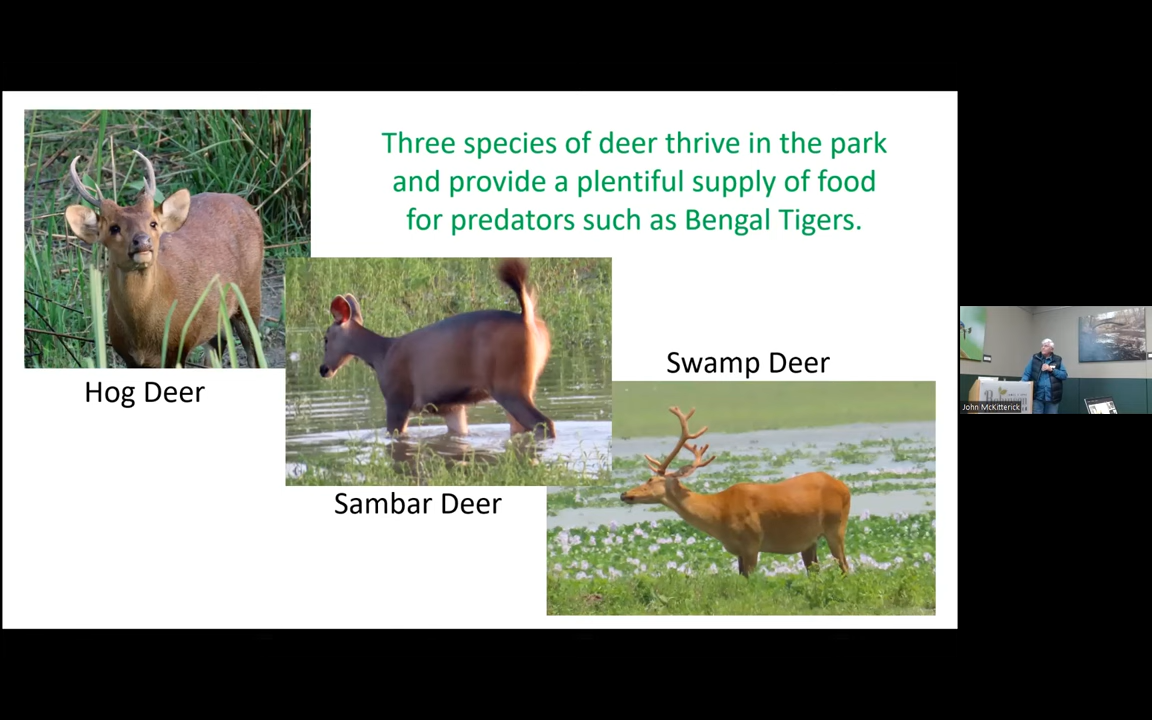 Three species of deer thrive in the park
and provide a plentiful supply of food
for predators such as Bengal Tigers.
Hog Deer
Swamp Deer
Sambar Deer
John McKitterick